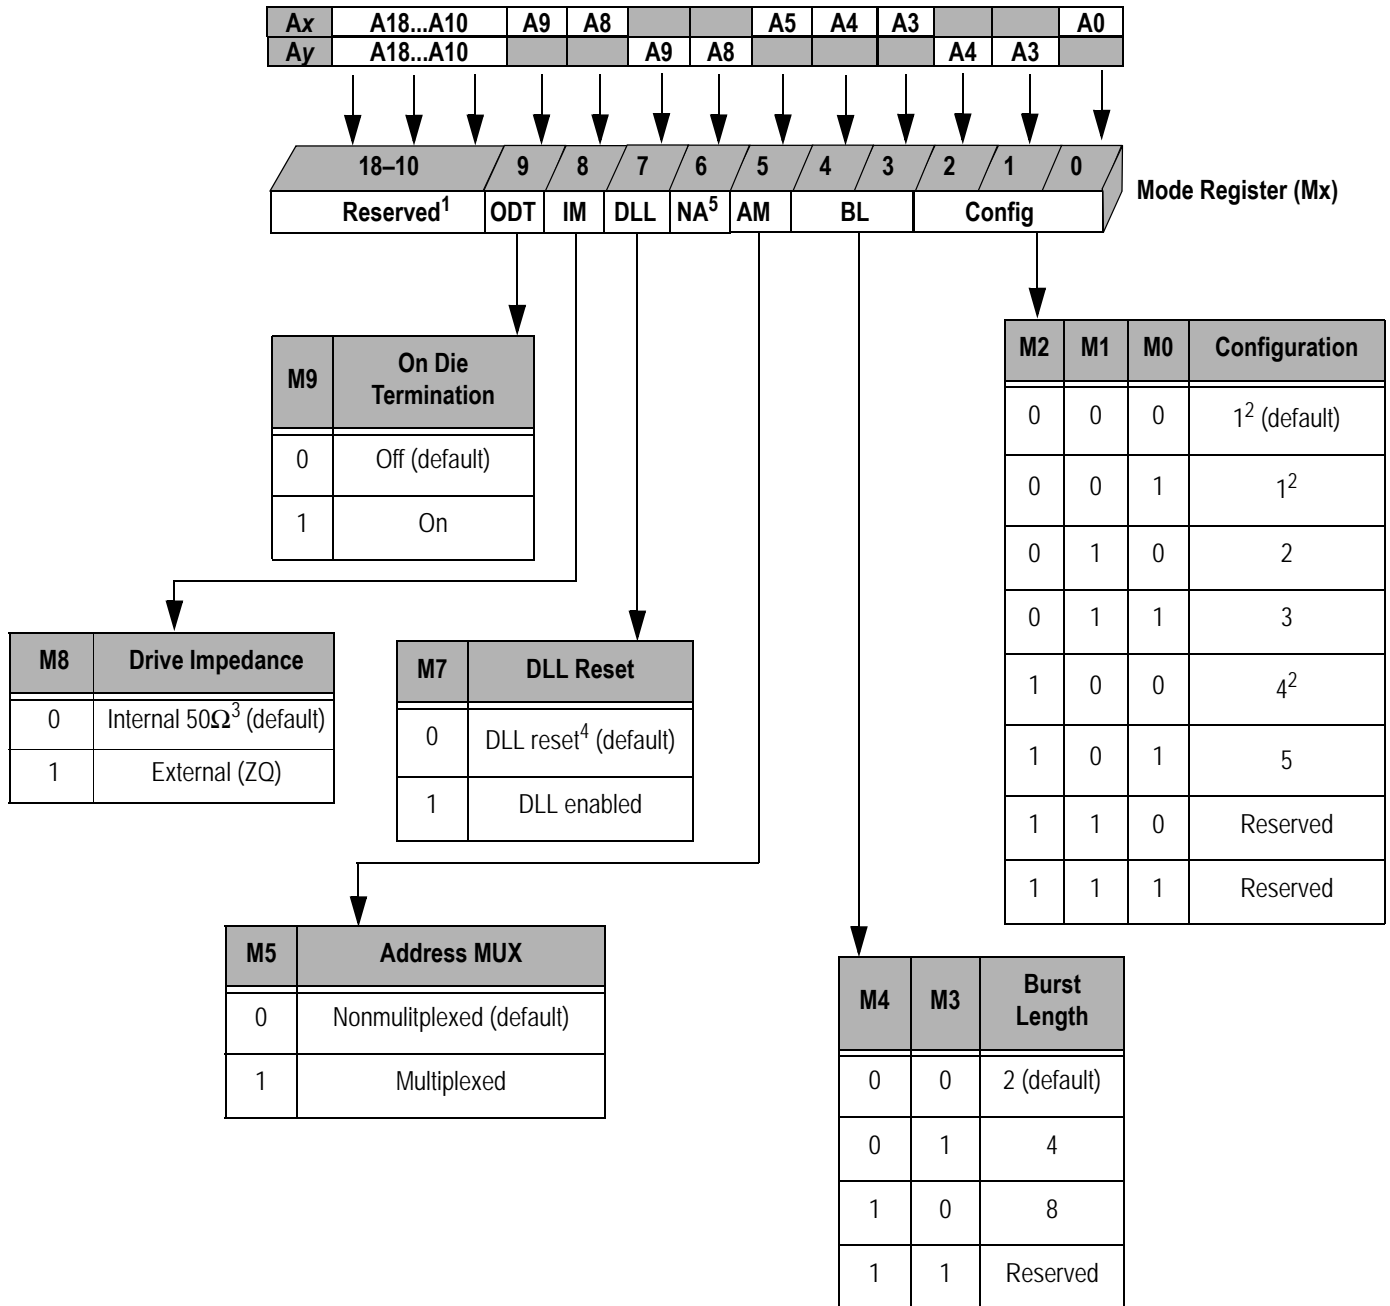 Ax A18...A10 A9 A8 A5 A4 A3 A0
Ay A18...A10 A9 A8 A4 A3
18–10 9 8 7 6 5 4 3 2 1 0
Reserved1 ODT IM DLL NA5 AM BL Config
Mode Register (Mx)
M9 On Die Termination
0 Off (default)
1 On
M2 M1 M0 Configuration
0 0 0 12 (default)
0 0 1 12
0 1 0 2
0 1 1 3
1 0 0 42
1 0 1 5
1 1 0 Reserved
1 1 1 Reserved
M8 Drive Impedance
0 Internal 50Ω3 (default)
1 External (ZQ)
M7 DLL Reset
0 DLL reset4 (default)
1 DLL enabled
M5 Address MUX
0 Nonmulitplexed (default)
1 Multiplexed
M4 M3 Burst Length
0 0 2 (default)
0 1 4
1 0 8
1 1 Reserved